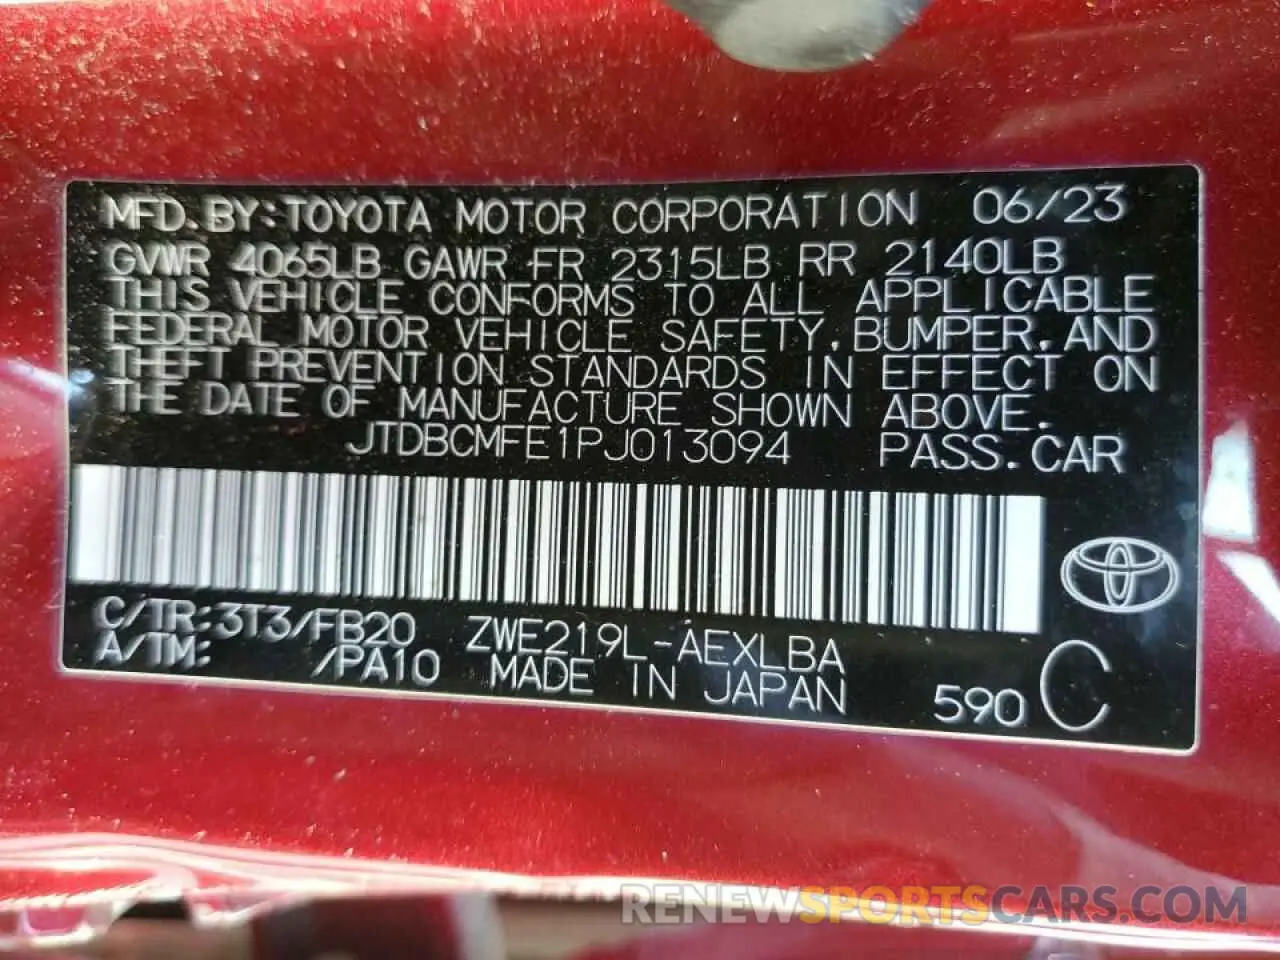 MFD. BY:TOYOTA MOTOR CORPORATION 06/23
GVWR 4065LB GAWR FR 2315LB RR 2140LB
THIS VEHICLE CONFORMS TO ALL APPLICABLE
FEDERAL MOTOR VEHICLE SAFETY, BUMPER, AND
THEFT PREVENTION STANDARDS IN EFFECT ON
THE DATE OF MANUFACTURE SHOWN ABOVE.
JTDBCMFE1PJ013094 PASS. CAR
C/TR:3T3/FB20 ZWE219L-AEXLBA
A/TM: /PA10 MADE IN JAPAN 590 C
RENEWSPORTSCARS.COM